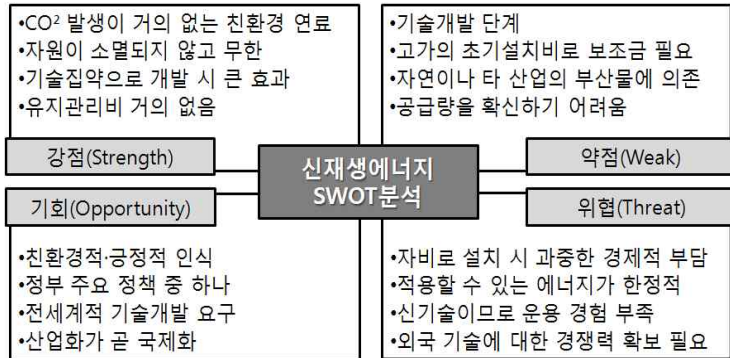 •CO² 발생이 거의 없는 친환경 연료
•자원이 소멸되지 않고 무한
•기술집약으로 개발 시 큰 효과
•유지관리비 거의 없음
강점(Strength)
•기술개발 단계
•고가의 초기설치비로 보조금 필요
•자연이나 타 산업의 부산물에 의존
•공급량을 확신하기 어려움
약점(Weak)
신재생에너지
SWOT분석
기회(Opportunity)
•친환경적·긍정적 인식
•정부 주요 정책 중 하나
•전세계적 기술개발 요구
•산업화가 곧 국제화
위협(Threat)
•자비로 설치 시 과중한 경제적 부담
•적용할 수 있는 에너지가 한정적
•신기술이므로 운용 경험 부족
•외국 기술에 대한 경쟁력 확보 필요